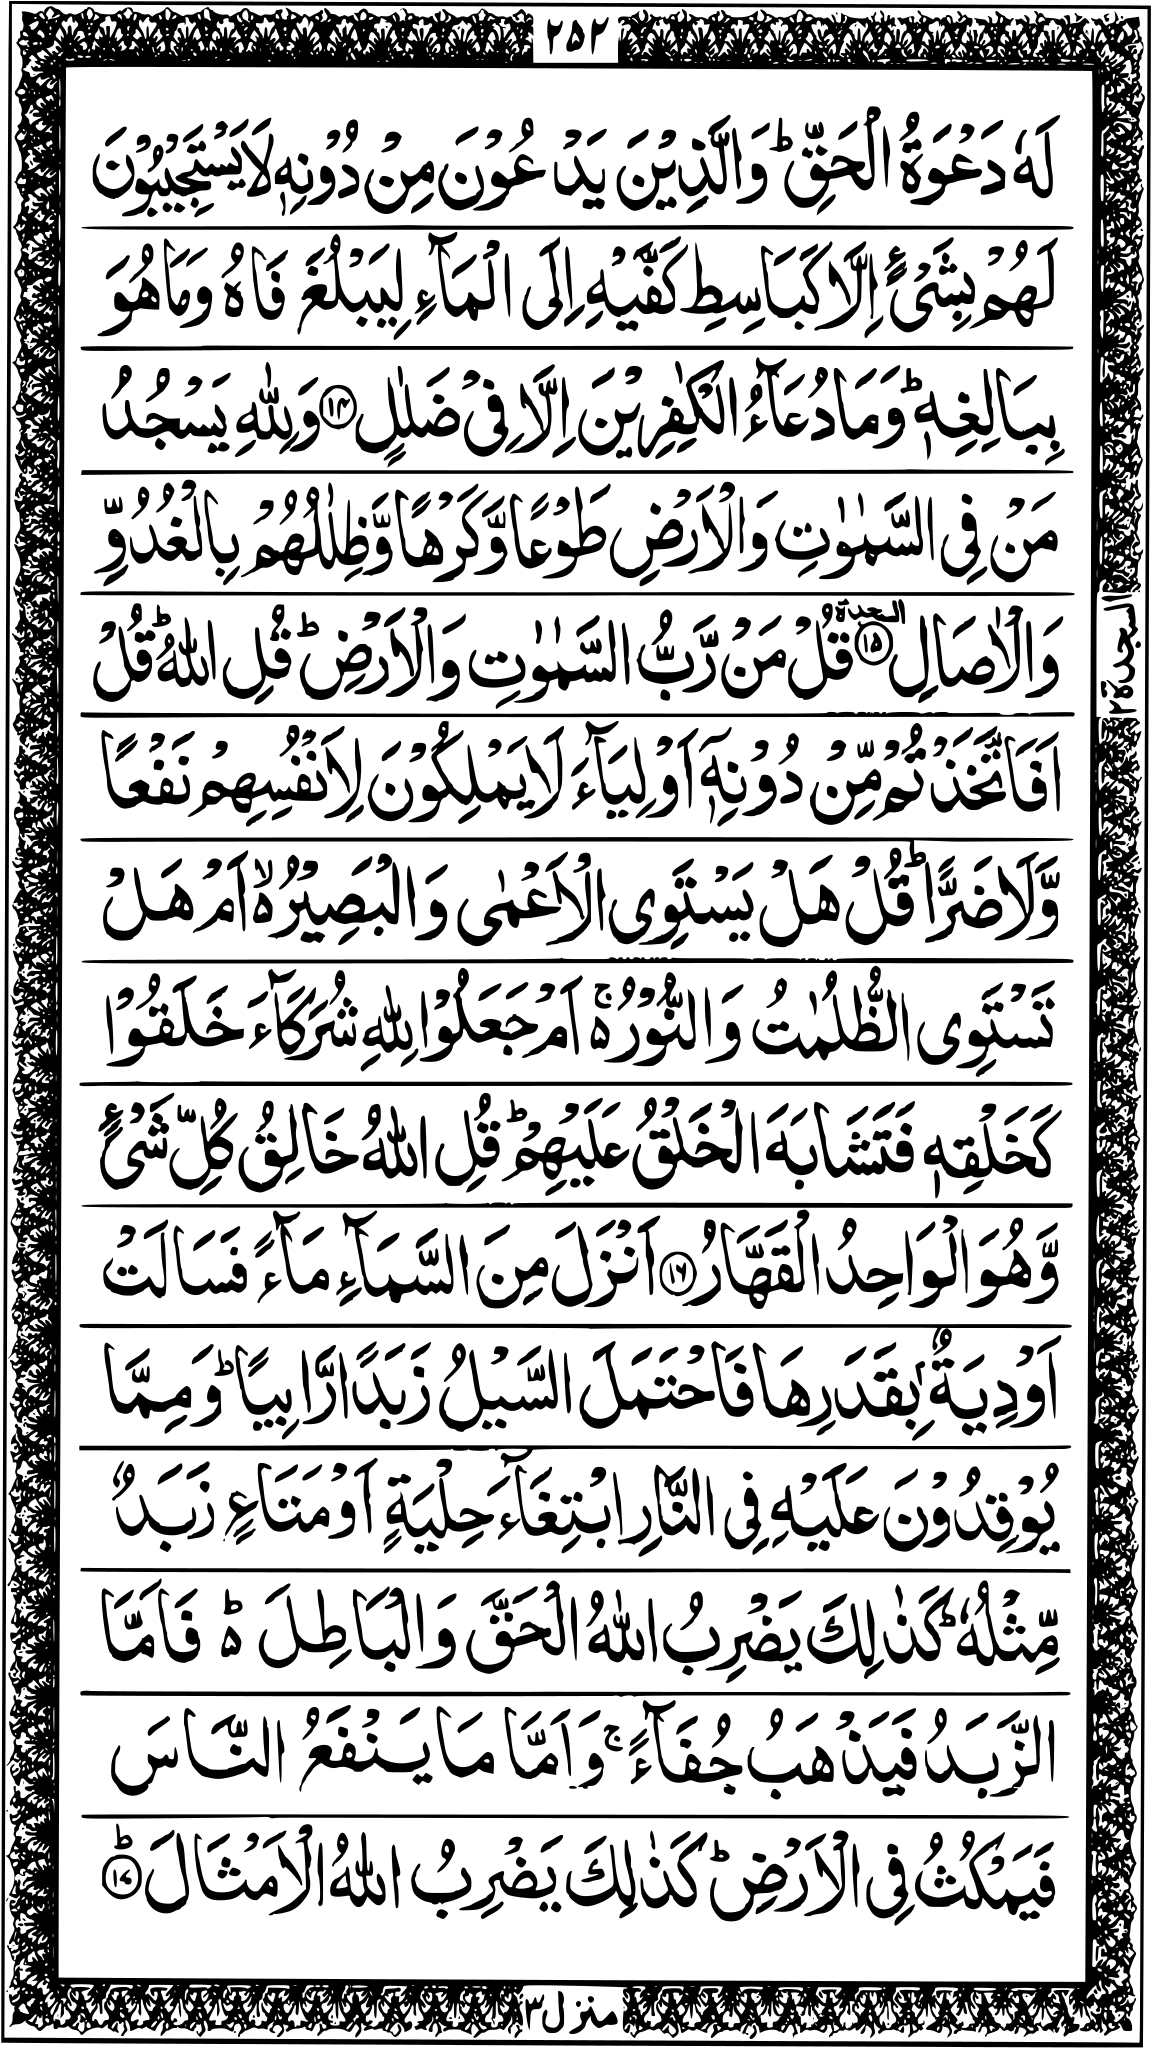 ۲۵۲
لَهٗ دَعْوَةُ الْحَقِّ ؕ وَالَّذِیْنَ یَدْعُوْنَ مِنْ دُوْنِهٖ لَا یَسْتَجِیْبُوْنَ
لَهُمْ بِشَیْءٍ اِلَّا كَبَاسِطِ كَفَّیْهِ اِلَی الْمَآءِ لِیَبْلُغَ فَاهُ وَمَا هُوَ
بِبَالِغِهٖ ؕ وَمَا دُعَآءُ الْكٰفِرِیْنَ اِلَّا فِیْ ضَلٰلٍ ﴿۱۴﴾ وَلِلّٰهِ یَسْجُدُ
مَنْ فِی السَّمٰوٰتِ وَالْاَرْضِ طَوْعًا وَّكَرْهًا وَّظِلٰلُهُمْ بِالْغُدُوِّ
وَالْاٰصَالِ ﴿۱۵﴾ السجدة قُلْ مَنْ رَّبُّ السَّمٰوٰتِ وَالْاَرْضِ ؕ قُلِ اللّٰهُ ؕ قُلْ
السجدة ۲
اَفَاتَّخَذْتُمْ مِّنْ دُوْنِهٖۤ اَوْلِیَآءَ لَا یَمْلِكُوْنَ لِاَنْفُسِهِمْ نَفْعًا
وَّلَا ضَرًّا ؕ قُلْ هَلْ یَسْتَوِی الْاَعْمٰی وَالْبَصِیْرُ ۙ۬ اَمْ هَلْ
تَسْتَوِی الظُّلُمٰتُ وَالنُّوْرُ ۚ۬ اَمْ جَعَلُوْا لِلّٰهِ شُرَكَآءَ خَلَقُوْا
كَخَلْقِهٖ فَتَشَابَهَ الْخَلْقُ عَلَیْهِمْ ؕ قُلِ اللّٰهُ خَالِقُ كُلِّ شَیْءٍ
وَّهُوَ الْوَاحِدُ الْقَهَّارُ ﴿۱۶﴾ اَنْزَلَ مِنَ السَّمَآءِ مَآءً فَسَالَتْ
اَوْدِیَةٌۢ بِقَدَرِهَا فَاحْتَمَلَ السَّیْلُ زَبَدًا رَّابِیًا ؕ وَمِمَّا
یُوْقِدُوْنَ عَلَیْهِ فِی النَّارِ ابْتِغَآءَ حِلْیَةٍ اَوْ مَتَاعٍ زَبَدٌ
مِّثْلُهٗ ؕ كَذٰلِكَ یَضْرِبُ اللّٰهُ الْحَقَّ وَالْبَاطِلَ ۬ؕ فَاَمَّا
الزَّبَدُ فَیَذْهَبُ جُفَآءً ۚ وَاَمَّا مَا یَنْفَعُ النَّاسَ
فَیَمْكُثُ فِی الْاَرْضِ ؕ كَذٰلِكَ یَضْرِبُ اللّٰهُ الْاَمْثَالَ ﴿ؕ۱۷﴾
منزل ۳